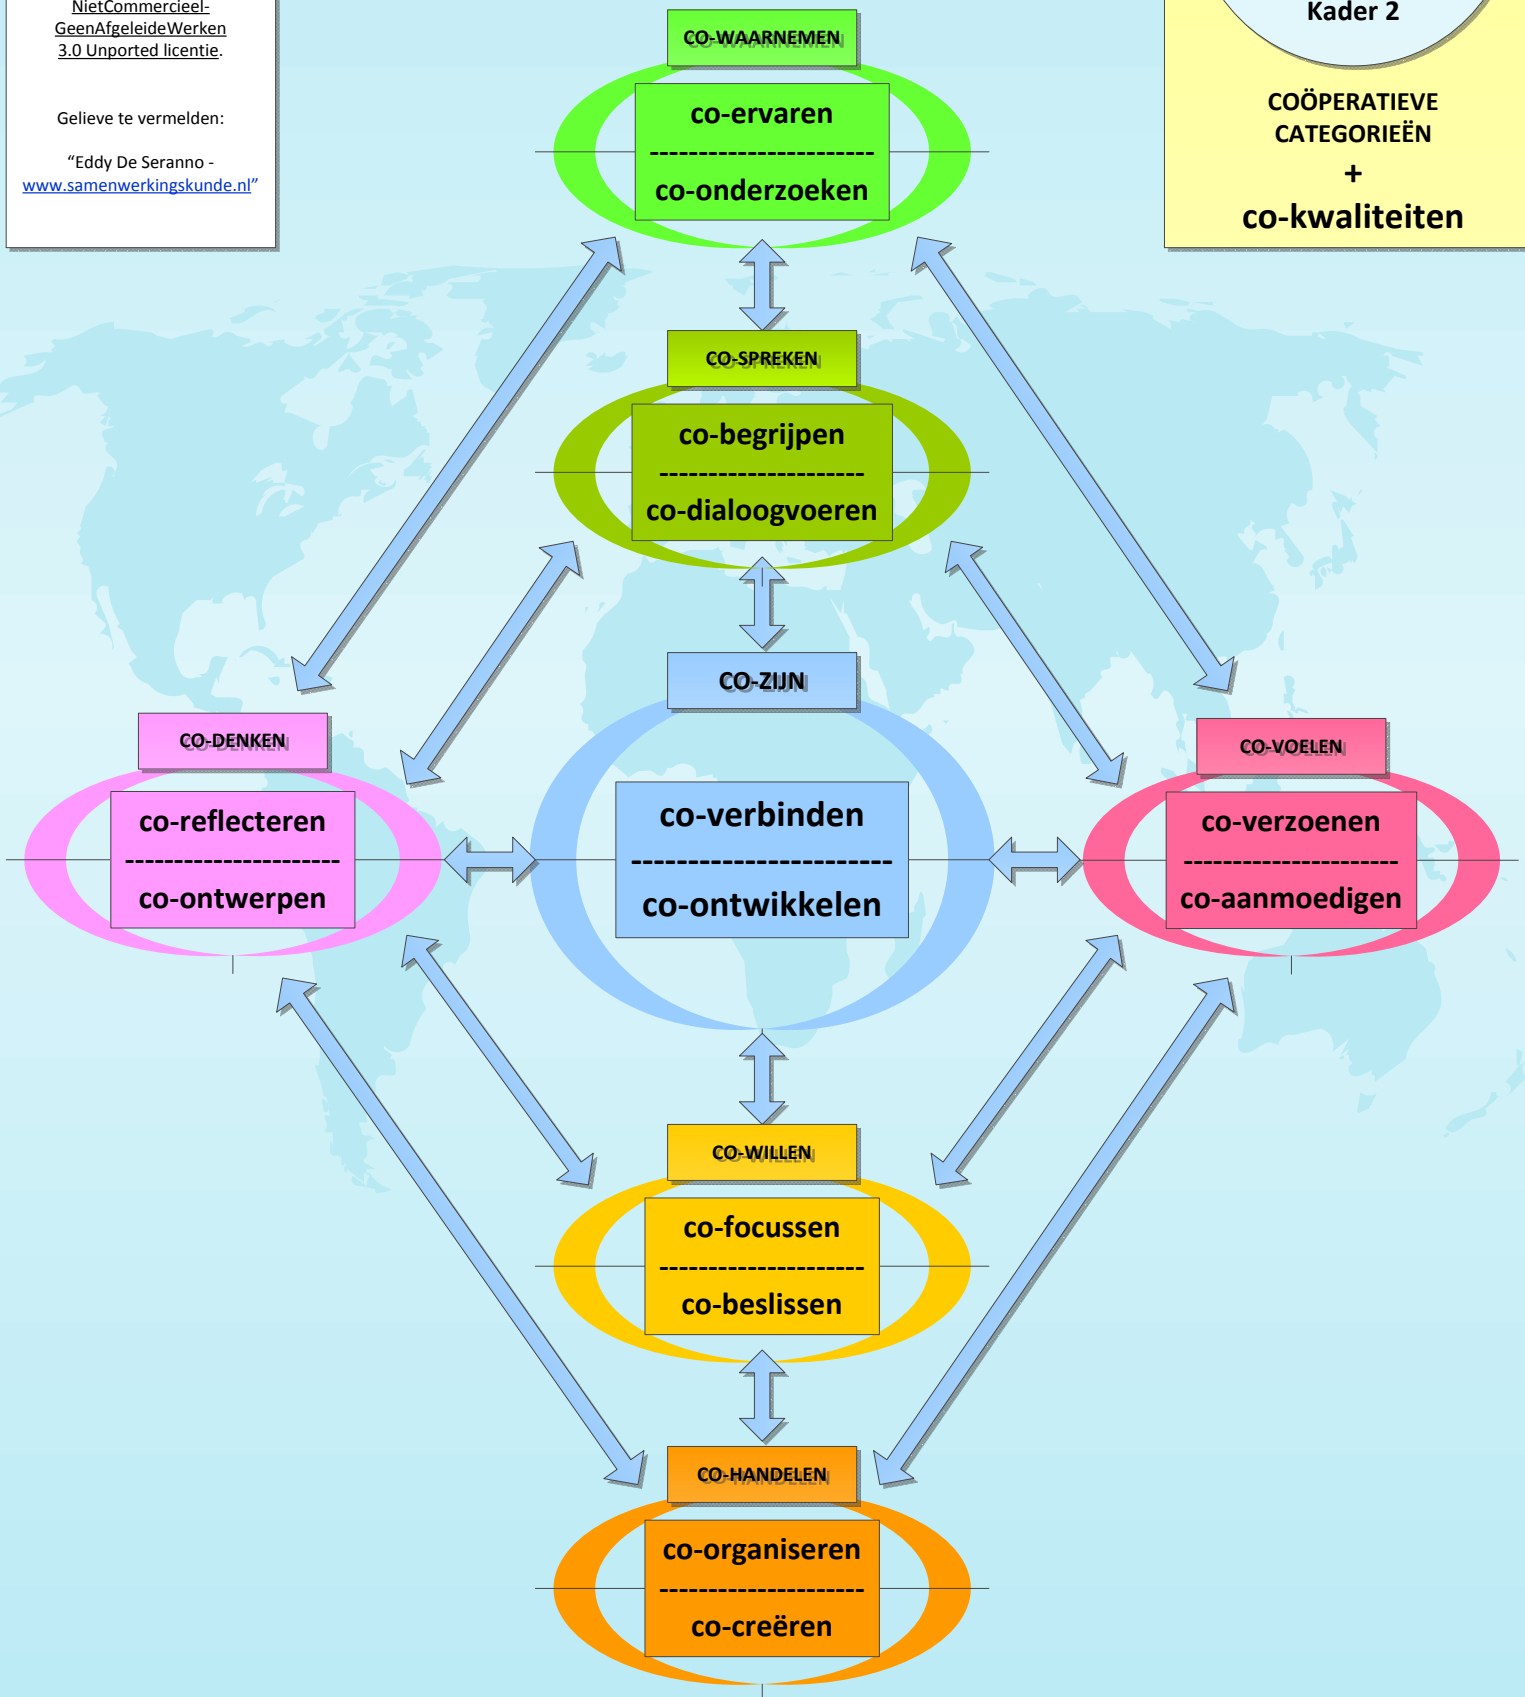 NietCommercieel-
GeenAfgeleideWerken
3.0 Unported licentie.
Gelieve te vermelden:
“Eddy De Seranno -
www.samenwerkingskunde.nl”
Kader 2
COÖPERATIEVE
CATEGORIEËN
+
co-kwaliteiten
CO-WAARNEMEN
co-ervaren
-----------------------
co-onderzoeken
CO-SPREKEN
co-begrijpen
---------------------
co-dialoogvoeren
CO-ZIJN
co-verbinden
-----------------------
co-ontwikkelen
CO-DENKEN
co-reflecteren
----------------------
co-ontwerpen
CO-VOELEN
co-verzoenen
----------------------
co-aanmoedigen
CO-WILLEN
co-focussen
---------------------
co-beslissen
CO-HANDELEN
co-organiseren
---------------------
co-creëren